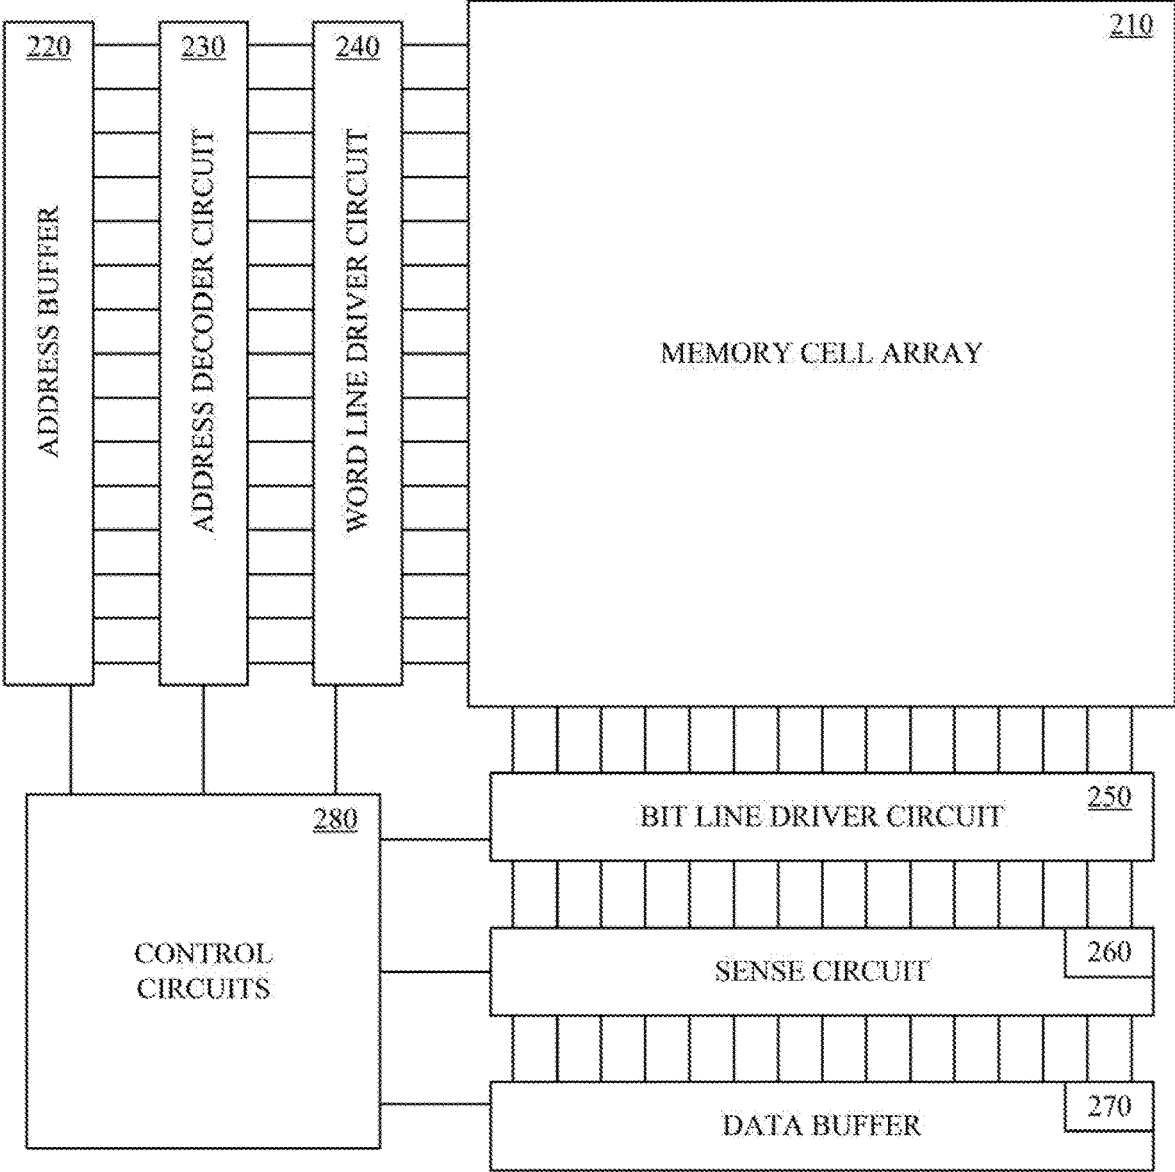 220
ADDRESS BUFFER
230
ADDRESS DECODER CIRCUIT
240
WORD LINE DRIVER CIRCUIT
210
MEMORY CELL ARRAY
280
CONTROL
CIRCUITS
250
BIT LINE DRIVER CIRCUIT
260
SENSE CIRCUIT
270
DATA BUFFER